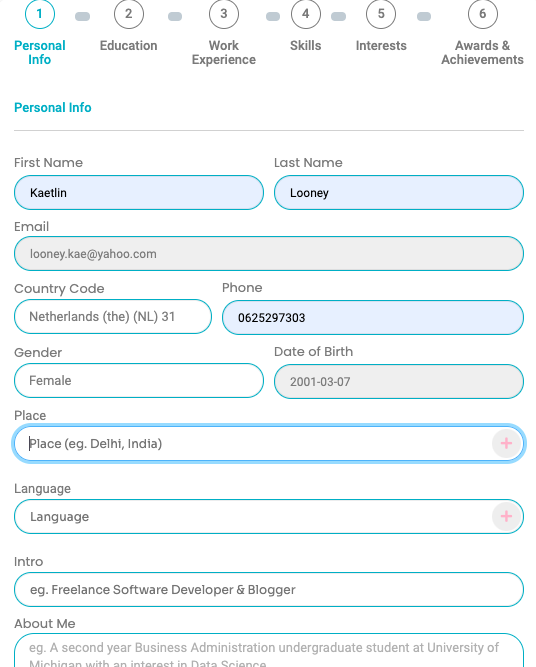 1 2 3 4 5 6
Personal Info Education Work Experience Skills Interests Awards & Achievements
Personal Info
First Name Last Name
Kaetlin Looney
Email
looney.kae@yahoo.com
Country Code Phone
Netherlands (the) (NL) 31 0625297303
Gender Date of Birth
Female 2001-03-07
Place
Place (eg. Delhi, India) +
Language
Language +
Intro
eg. Freelance Software Developer & Blogger
About Me
eg. A second year Business Administration undergraduate student at University of
Michigan with an interest in Data Science